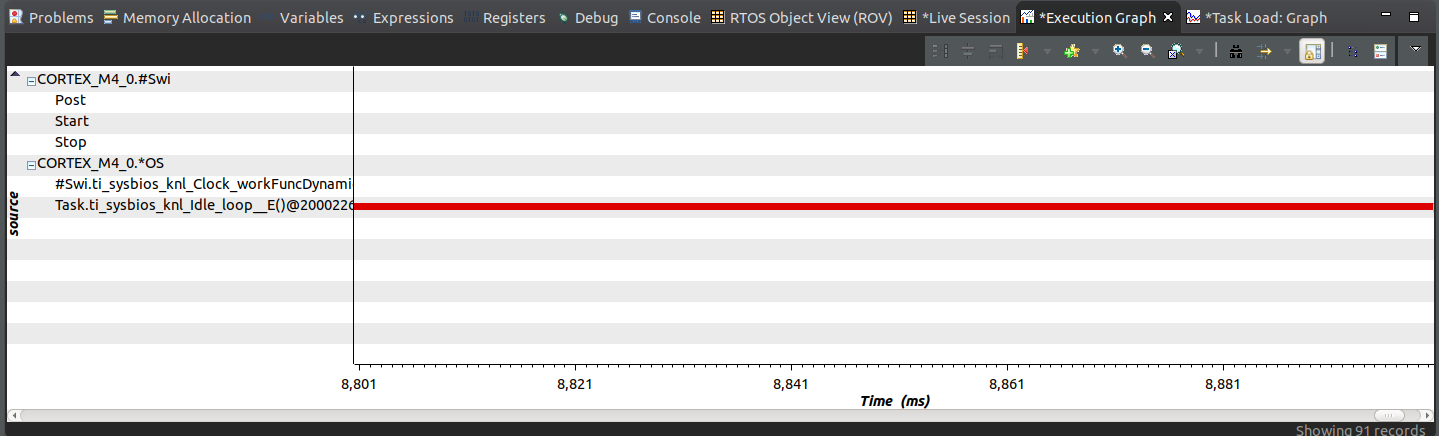 Problems Memory Allocation Variables Expressions Registers Debug Console RTOS Object View (ROV) *Live Session *Execution Graph *Task Load: Graph
CORTEX_M4_0.#Swi
Post
Start
Stop
CORTEX_M4_0.*OS
#Swi.ti_sysbios_knl_Clock_workFuncDynami
Task.ti_sysbios_knl_Idle_loop__E()@2000226
source
8,801 8,821 8,841 8,861 8,881
Time (ms)
Showing 91 records